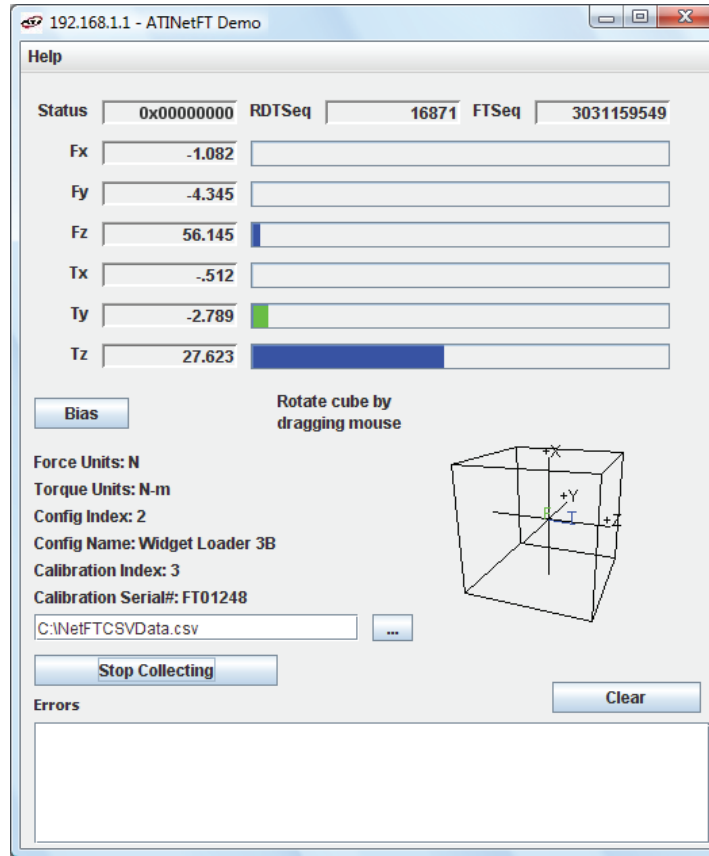 192.168.1.1 - ATINetFT Demo
Help
Status 0x00000000 RDTSeq 16871 FTSeq 3031159549
Fx -1.082
Fy -4.345
Fz 56.145
Tx -.512
Ty -2.789
Tz 27.623
Bias
Rotate cube by
dragging mouse
Force Units: N
Torque Units: N-m
Config Index: 2
Config Name: Widget Loader 3B
Calibration Index: 3
Calibration Serial#: FT01248
+X
+Y
F T +Z
C:\NetFTCSVData.csv ...
Stop Collecting
Clear
Errors